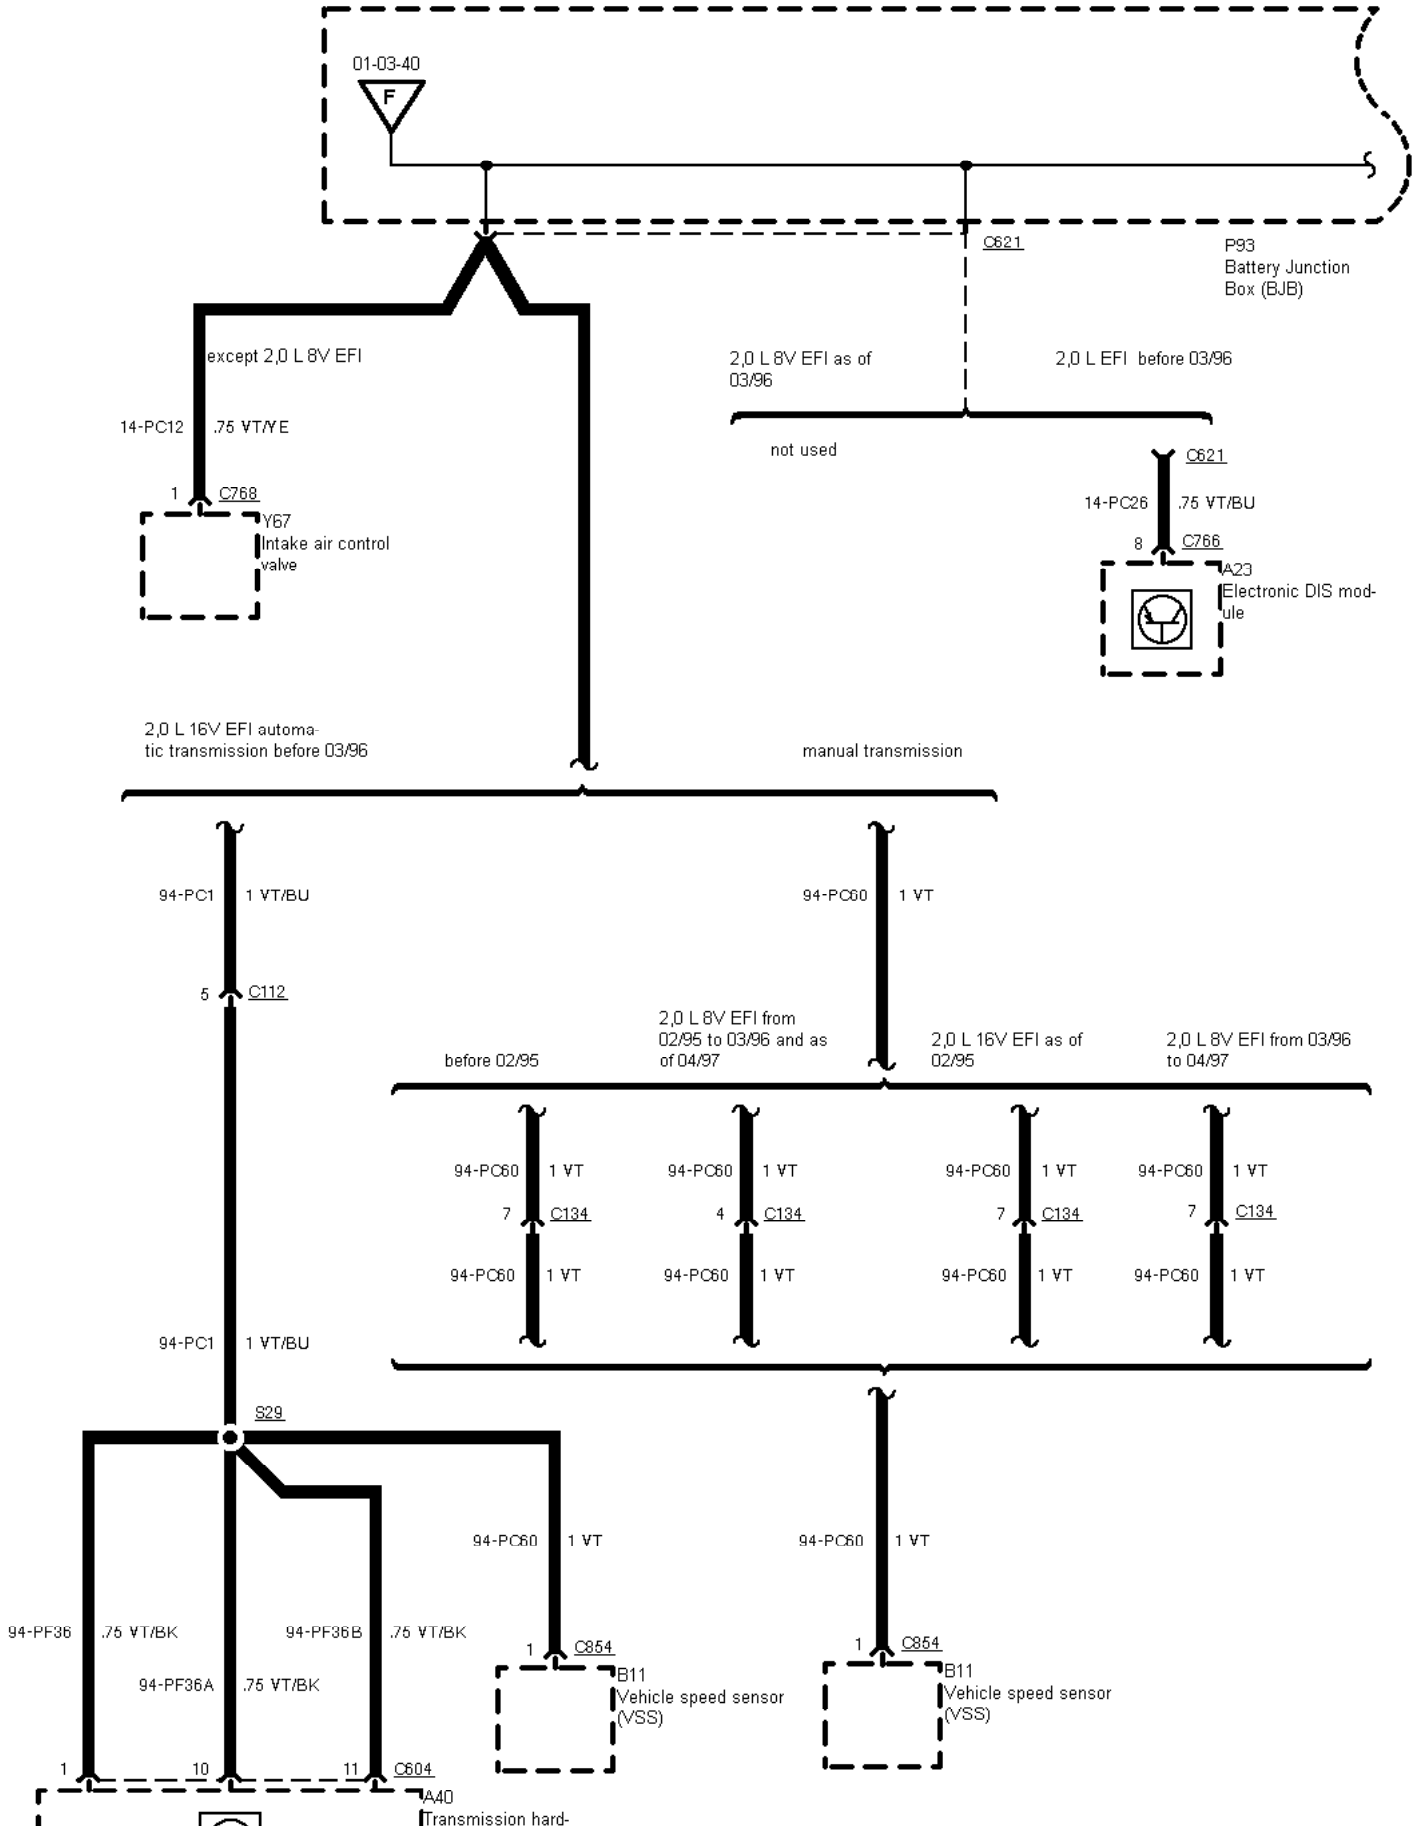 01-03-40
F
C621
P93
Battery Junction
Box (BJB)
except 2,0 L 8V EFI
2,0 L 8V EFI as of
03/96
2,0 L EFI before 03/96
14-PC12 .75 VT/YE
not used
C621
1 C768
14-PC26 .75 VT/BU
Y67
Intake air control
valve
8 C766
A23
Electronic DIS mod-
ule
2,0 L 16V EFI automa-
tic transmission before 03/96
manual transmission
94-PC1 1 VT/BU
94-PC60 1 VT
5 C112
before 02/95
2,0 L 8V EFI from
02/95 to 03/96 and as
of 04/97
2,0 L 16V EFI as of
02/95
2,0 L 8V EFI from 03/96
to 04/97
94-PC60 1 VT
94-PC60 1 VT
94-PC60 1 VT
94-PC60 1 VT
7 C134
4 C134
7 C134
7 C134
94-PC60 1 VT
94-PC60 1 VT
94-PC60 1 VT
94-PC60 1 VT
94-PC1 1 VT/BU
S29
94-PC60 1 VT
94-PC60 1 VT
94-PF36 .75 VT/BK
94-PF36B .75 VT/BK
1 C854
1 C854
94-PF36A .75 VT/BK
B11
Vehicle speed sensor
(VSS)
B11
Vehicle speed sensor
(VSS)
1 10 11 C604
A40
Transmission hard-